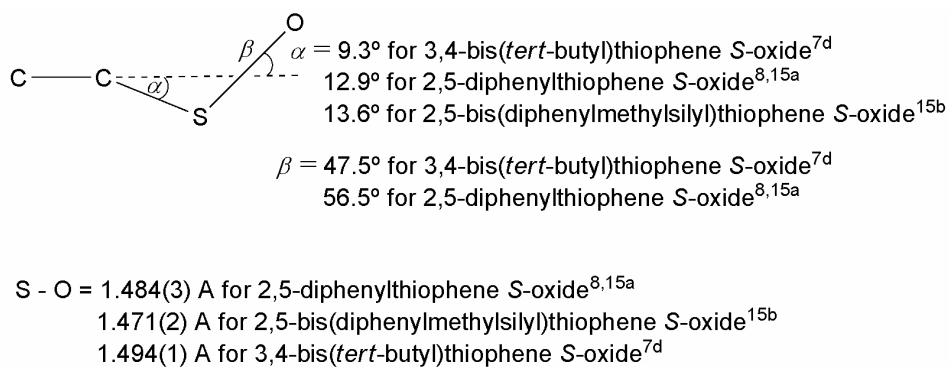 O
β α = 9.3º for 3,4-bis(tert-butyl)thiophene S-oxide7d
C C α 12.9º for 2,5-diphenylthiophene S-oxide8,15a
S 13.6º for 2,5-bis(diphenylmethylsilyl)thiophene S-oxide15b
β = 47.5º for 3,4-bis(tert-butyl)thiophene S-oxide7d
56.5º for 2,5-diphenylthiophene S-oxide8,15a
S - O = 1.484(3) A for 2,5-diphenylthiophene S-oxide8,15a
1.471(2) A for 2,5-bis(diphenylmethylsilyl)thiophene S-oxide15b
1.494(1) A for 3,4-bis(tert-butyl)thiophene S-oxide7d